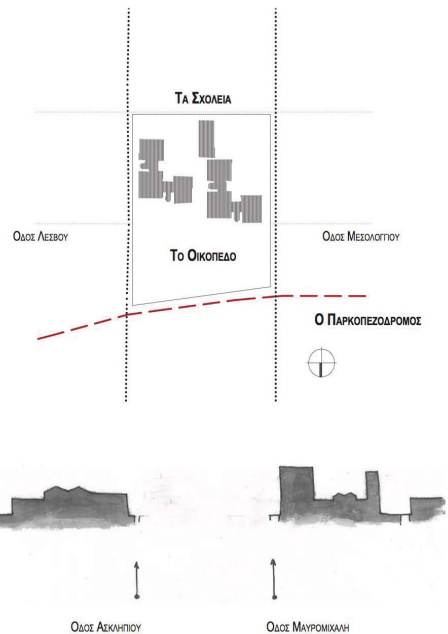 ΤΑ ΣΧΟΛΕΙΑ
ΟΔΟΣ ΛΕΣΒΟΥ
ΤΟ ΟΙΚΟΠΕΔΟ
ΟΔΟΣ ΜΕΣΟΛΟΓΓΙΟΥ
Ο ΠΑΡΚΟΠΕΖΟΔΡΟΜΟΣ
ΟΔΟΣ ΑΣΚΛΗΠΙΟΥ
ΟΔΟΣ ΜΑΥΡΟΜΙΧΑΛΗ